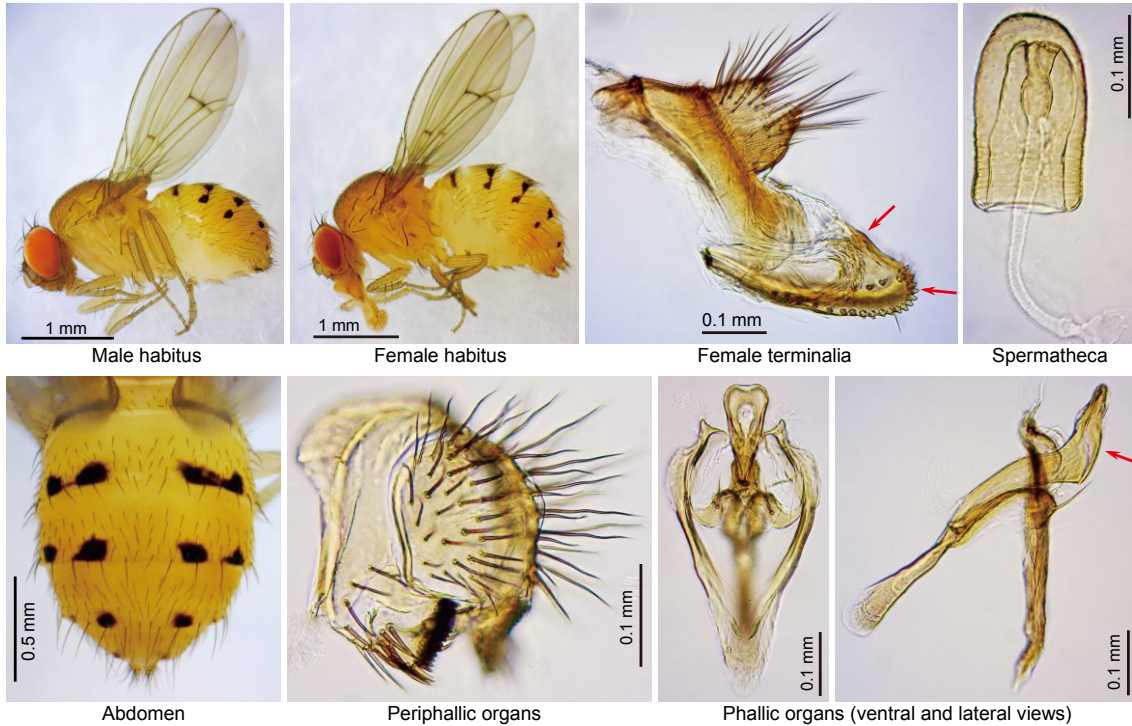 1 mm
Male habitus
1 mm
Female habitus
0.1 mm
Female terminalia
0.1 mm
Spermatheca
0.5 mm
Abdomen
0.1 mm
Periphallic organs
0.1 mm
0.1 mm
Phallic organs (ventral and lateral views)